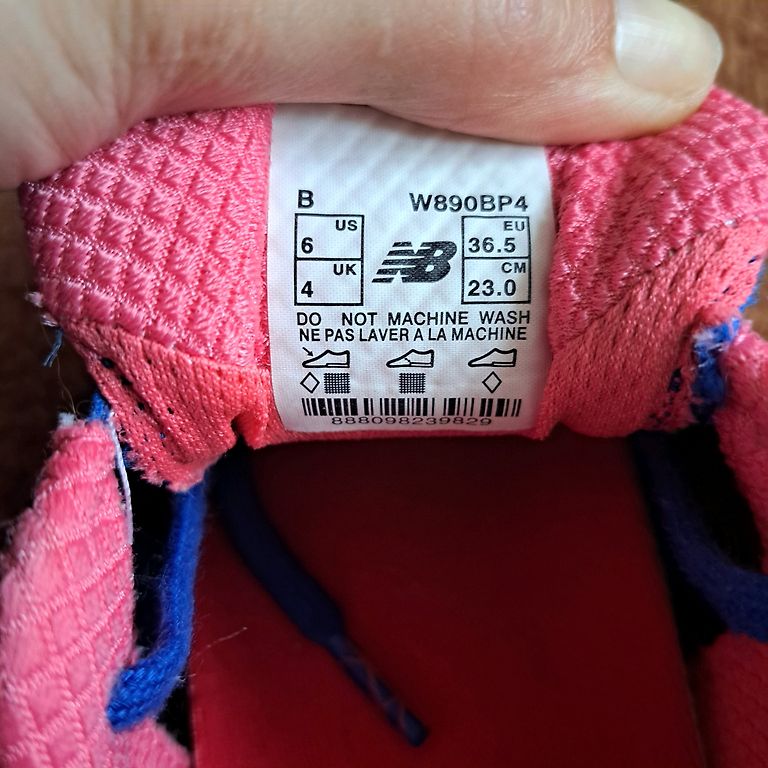 B W890BP4
US EU
6 36.5
NB
UK CM
4 23.0
DO NOT MACHINE WASH
NE PAS LAVER A LA MACHINE
888098239829